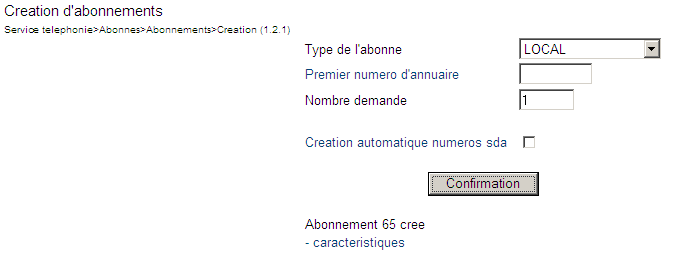 Creation d'abonnements
Service telephonie>Abonnes>Abonnements>Creation (1.2.1)
Type de l'abonne LOCAL
Premier numero d'annuaire
Nombre demande 1
Creation automatique numeros sda
Confirmation
Abonnement 65 cree
- caracteristiques